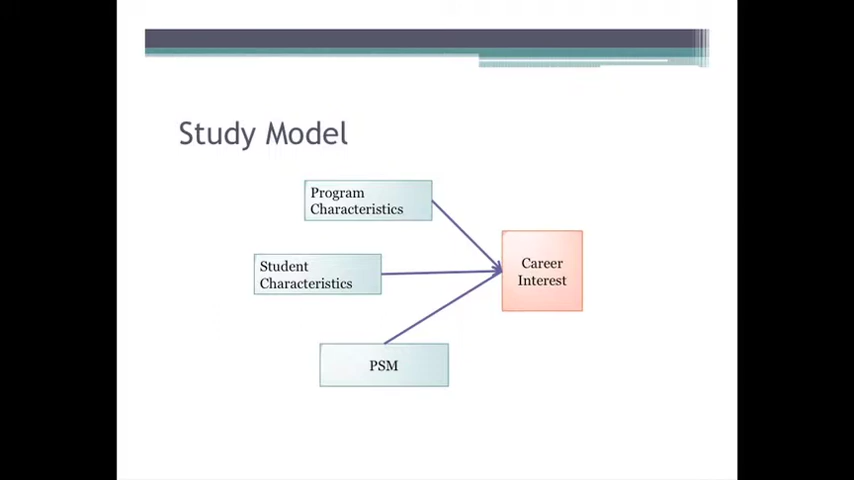 Study Model
Program
Characteristics
Student
Characteristics
Career
Interest
PSM